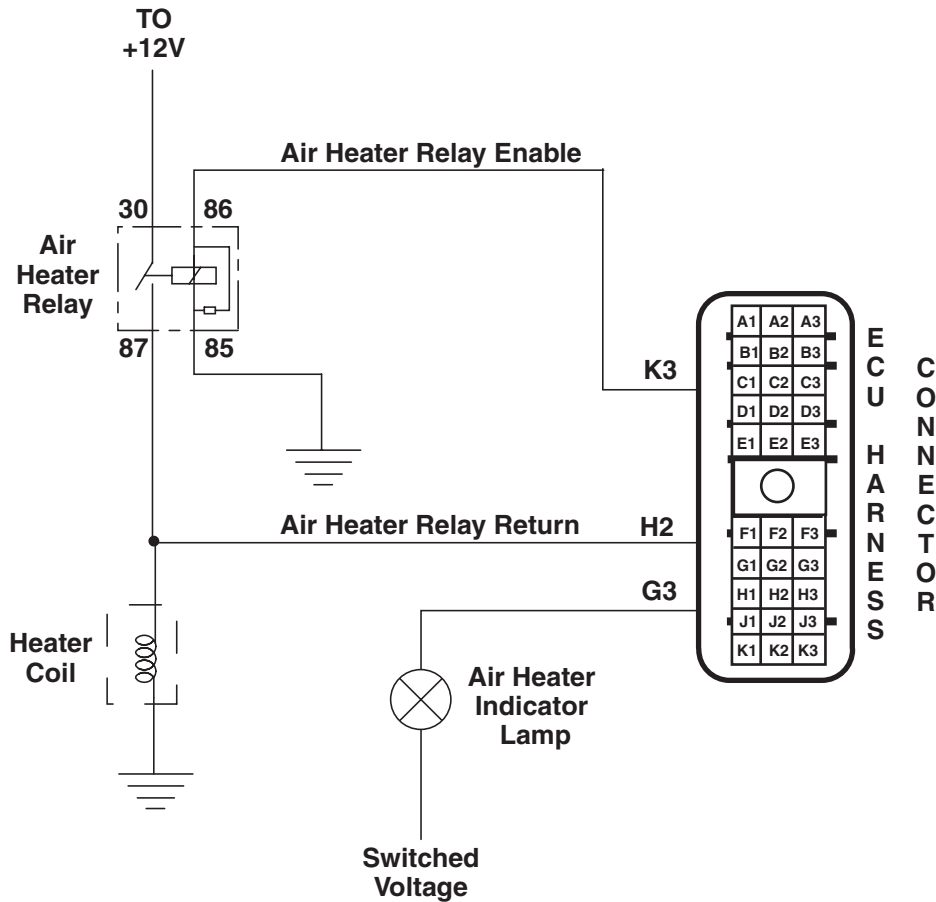 TO
+12V
Air Heater Relay Enable
30
86
Air
Heater
Relay
87
85
K3
A1 A2 A3
B1 B2 B3
C1 C2 C3
D1 D2 D3
E1 E2 E3
F1 F2 F3
G1 G2 G3
H1 H2 H3
J1 J2 J3
K1 K2 K3
ECU HARNESS
CONNECTOR
Air Heater Relay Return
H2
G3
Heater
Coil
Air Heater
Indicator
Lamp
Switched
Voltage